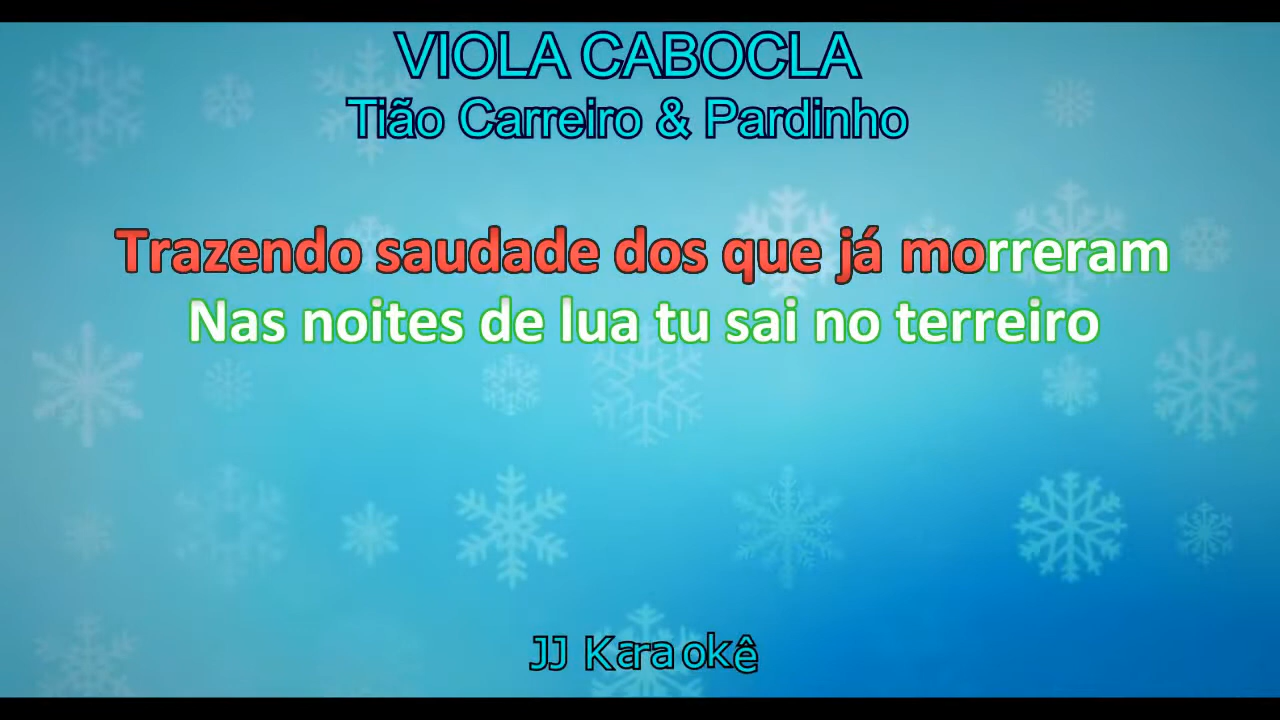 VIOLA CABOCLA
Tião Carreiro & Pardinho
Trazendo saudade dos que já morreram
Nas noites de lua tu sai no terreiro
JJ Karaokê